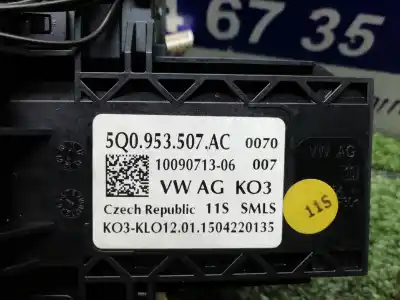 4 67 35
5Q0.953.507.AC 0070
10090713-06 007
VW AG KO3
Czech Republic 11S SMLS
KO3-KLO12.01.1504220135
VW AG
11S